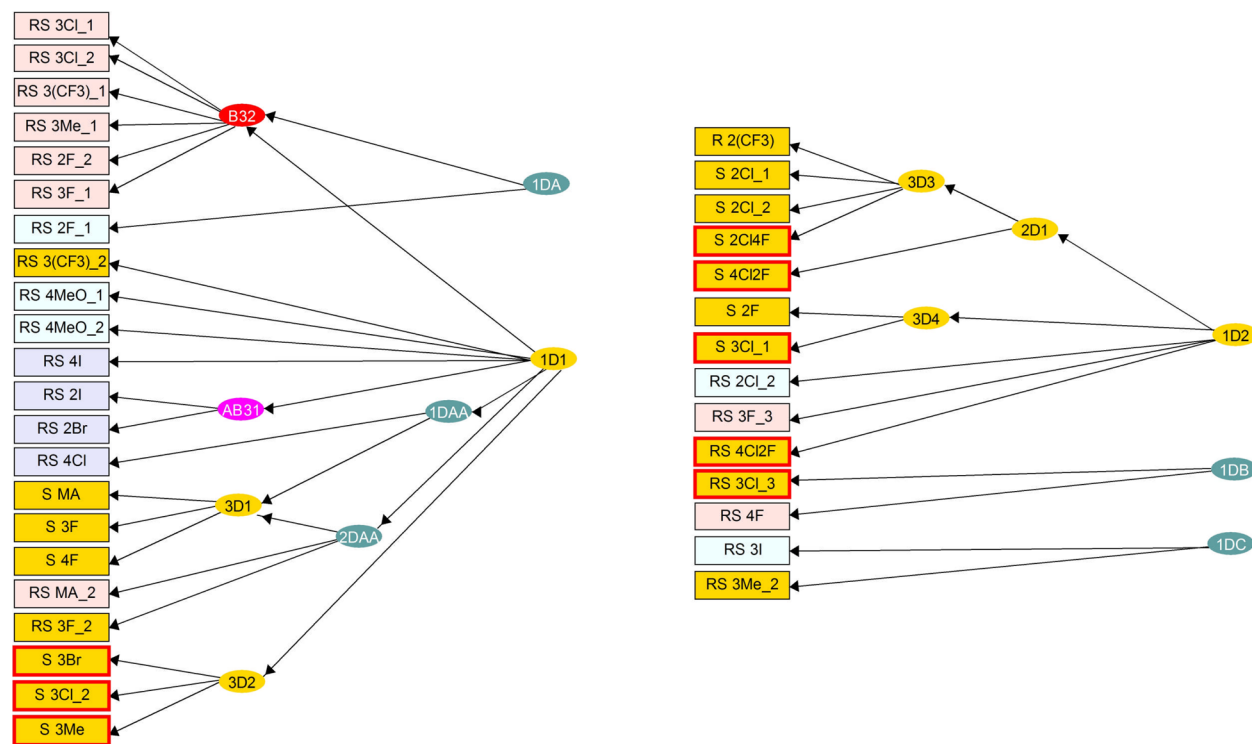 RS 3Cl_1
RS 3Cl_2
RS 3(CF3)_1
RS 3Me_1
RS 2F_2
RS 3F_1
RS 2F_1
RS 3(CF3)_2
RS 4MeO_1
RS 4MeO_2
RS 4I
RS 2I
RS 2Br
RS 4Cl
S MA
S 3F
S 4F
RS MA_2
RS 3F_2
S 3Br
S 3Cl_2
S 3Me
B32
1DA
1D1
AB31
1DAA
3D1
2DAA
3D2
R 2(CF3)
S 2Cl_1
S 2Cl_2
S 2Cl4F
S 4Cl2F
S 2F
S 3Cl_1
RS 2Cl_2
RS 3F_3
RS 4Cl2F
RS 3Cl_3
RS 4F
RS 3I
RS 3Me_2
3D3
2D1
3D4
1D2
1DB
1DC